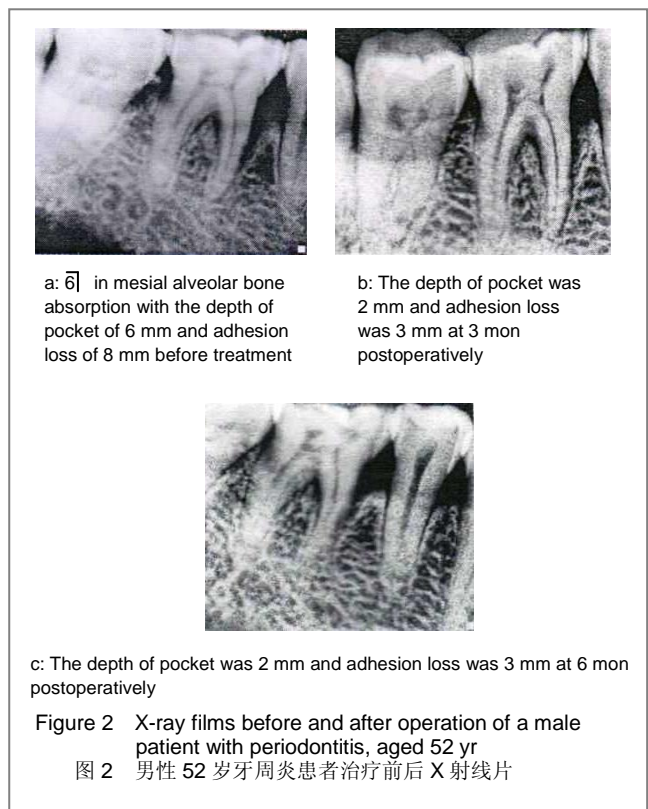 a: 6̅| in mesial alveolar bone
absorption with the depth of
pocket of 6 mm and adhesion
loss of 8 mm before treatment
b: The depth of pocket was
2 mm and adhesion loss
was 3 mm at 3 mon
postoperatively
c: The depth of pocket was 2 mm and adhesion loss was 3 mm at 6 mon
postoperatively
Figure 2 X-ray films before and after operation of a male
patient with periodontitis, aged 52 yr
图 2 男性 52 岁牙周炎患者治疗前后 X 射线片